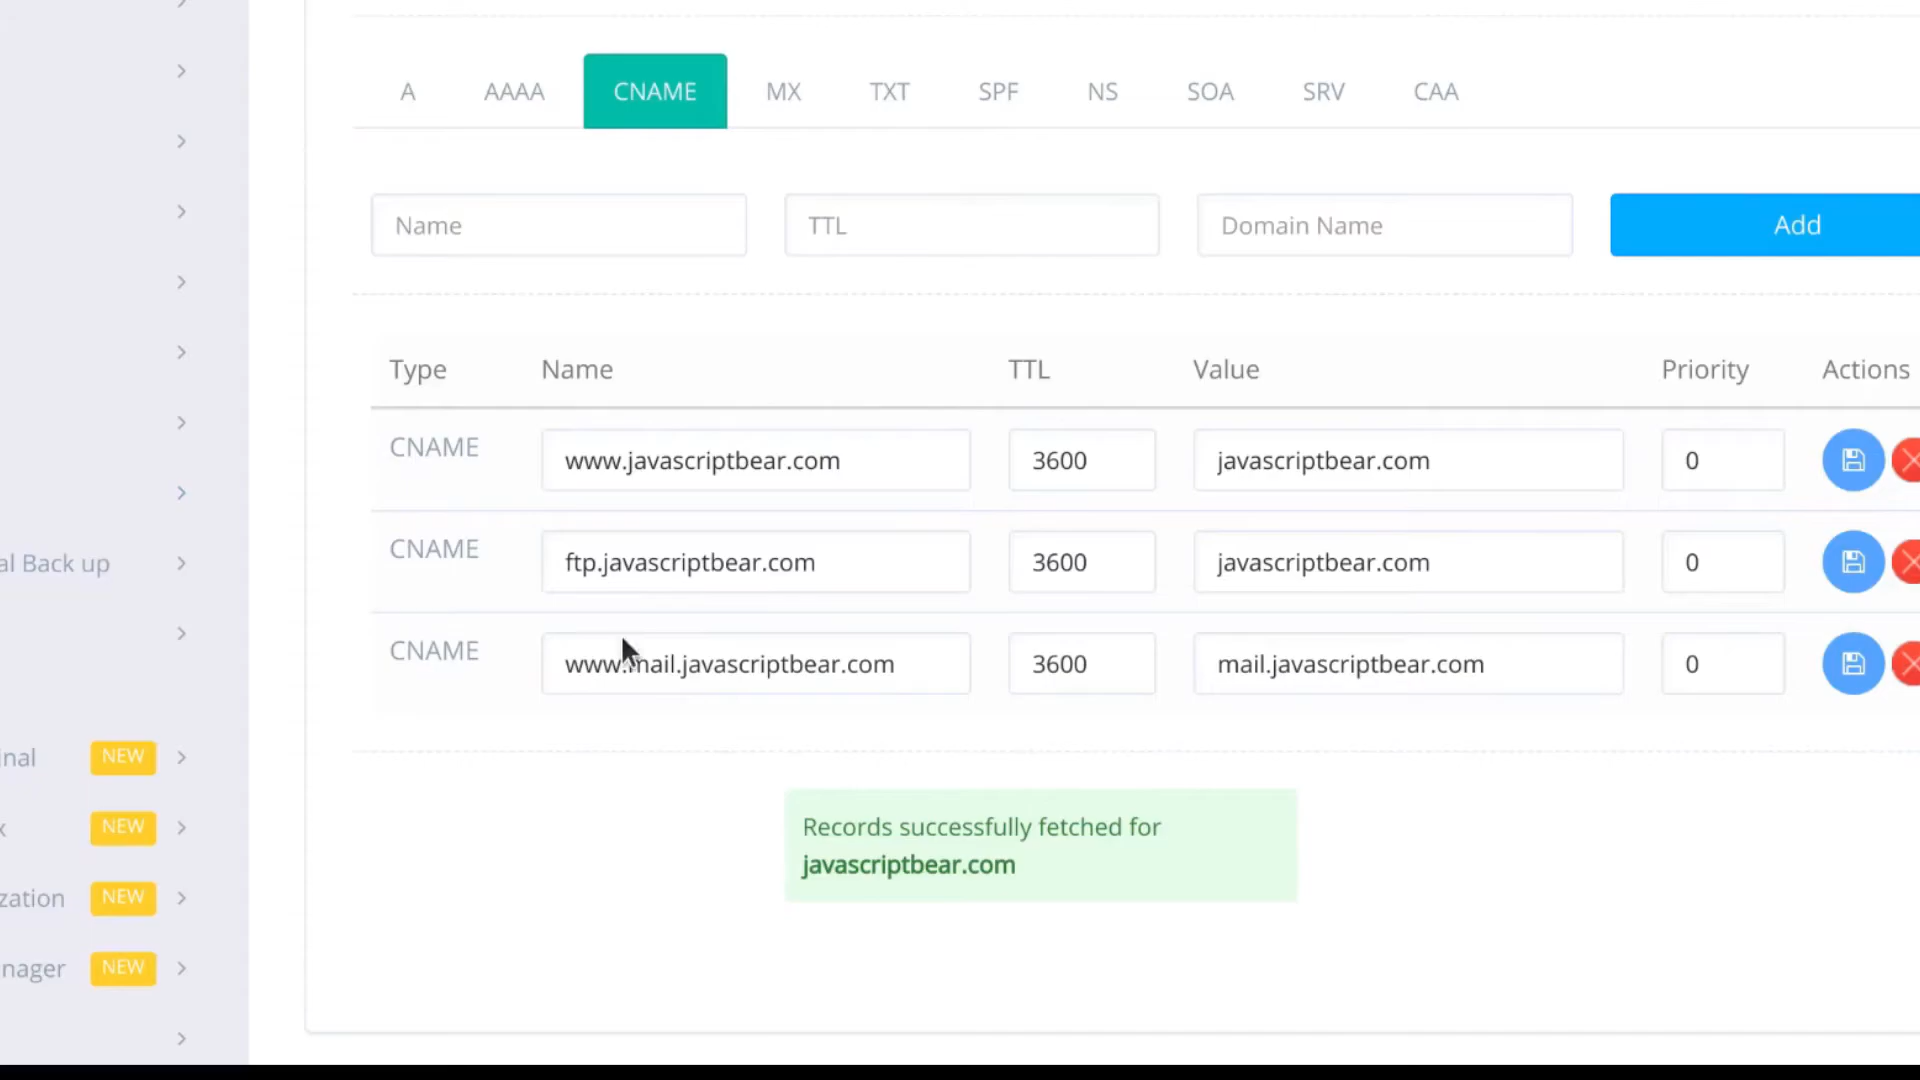 A AAAA CNAME MX TXT SPF NS SOA SRV CAA
Name TTL Domain Name Add
Type Name TTL Value Priority Actions
CNAME www.javascriptbear.com 3600 javascriptbear.com 0
CNAME ftp.javascriptbear.com 3600 javascriptbear.com 0
CNAME www.mail.javascriptbear.com 3600 mail.javascriptbear.com 0
Records successfully fetched for
javascriptbear.com
al Back up
nal NEW
x NEW
zation NEW
nager NEW